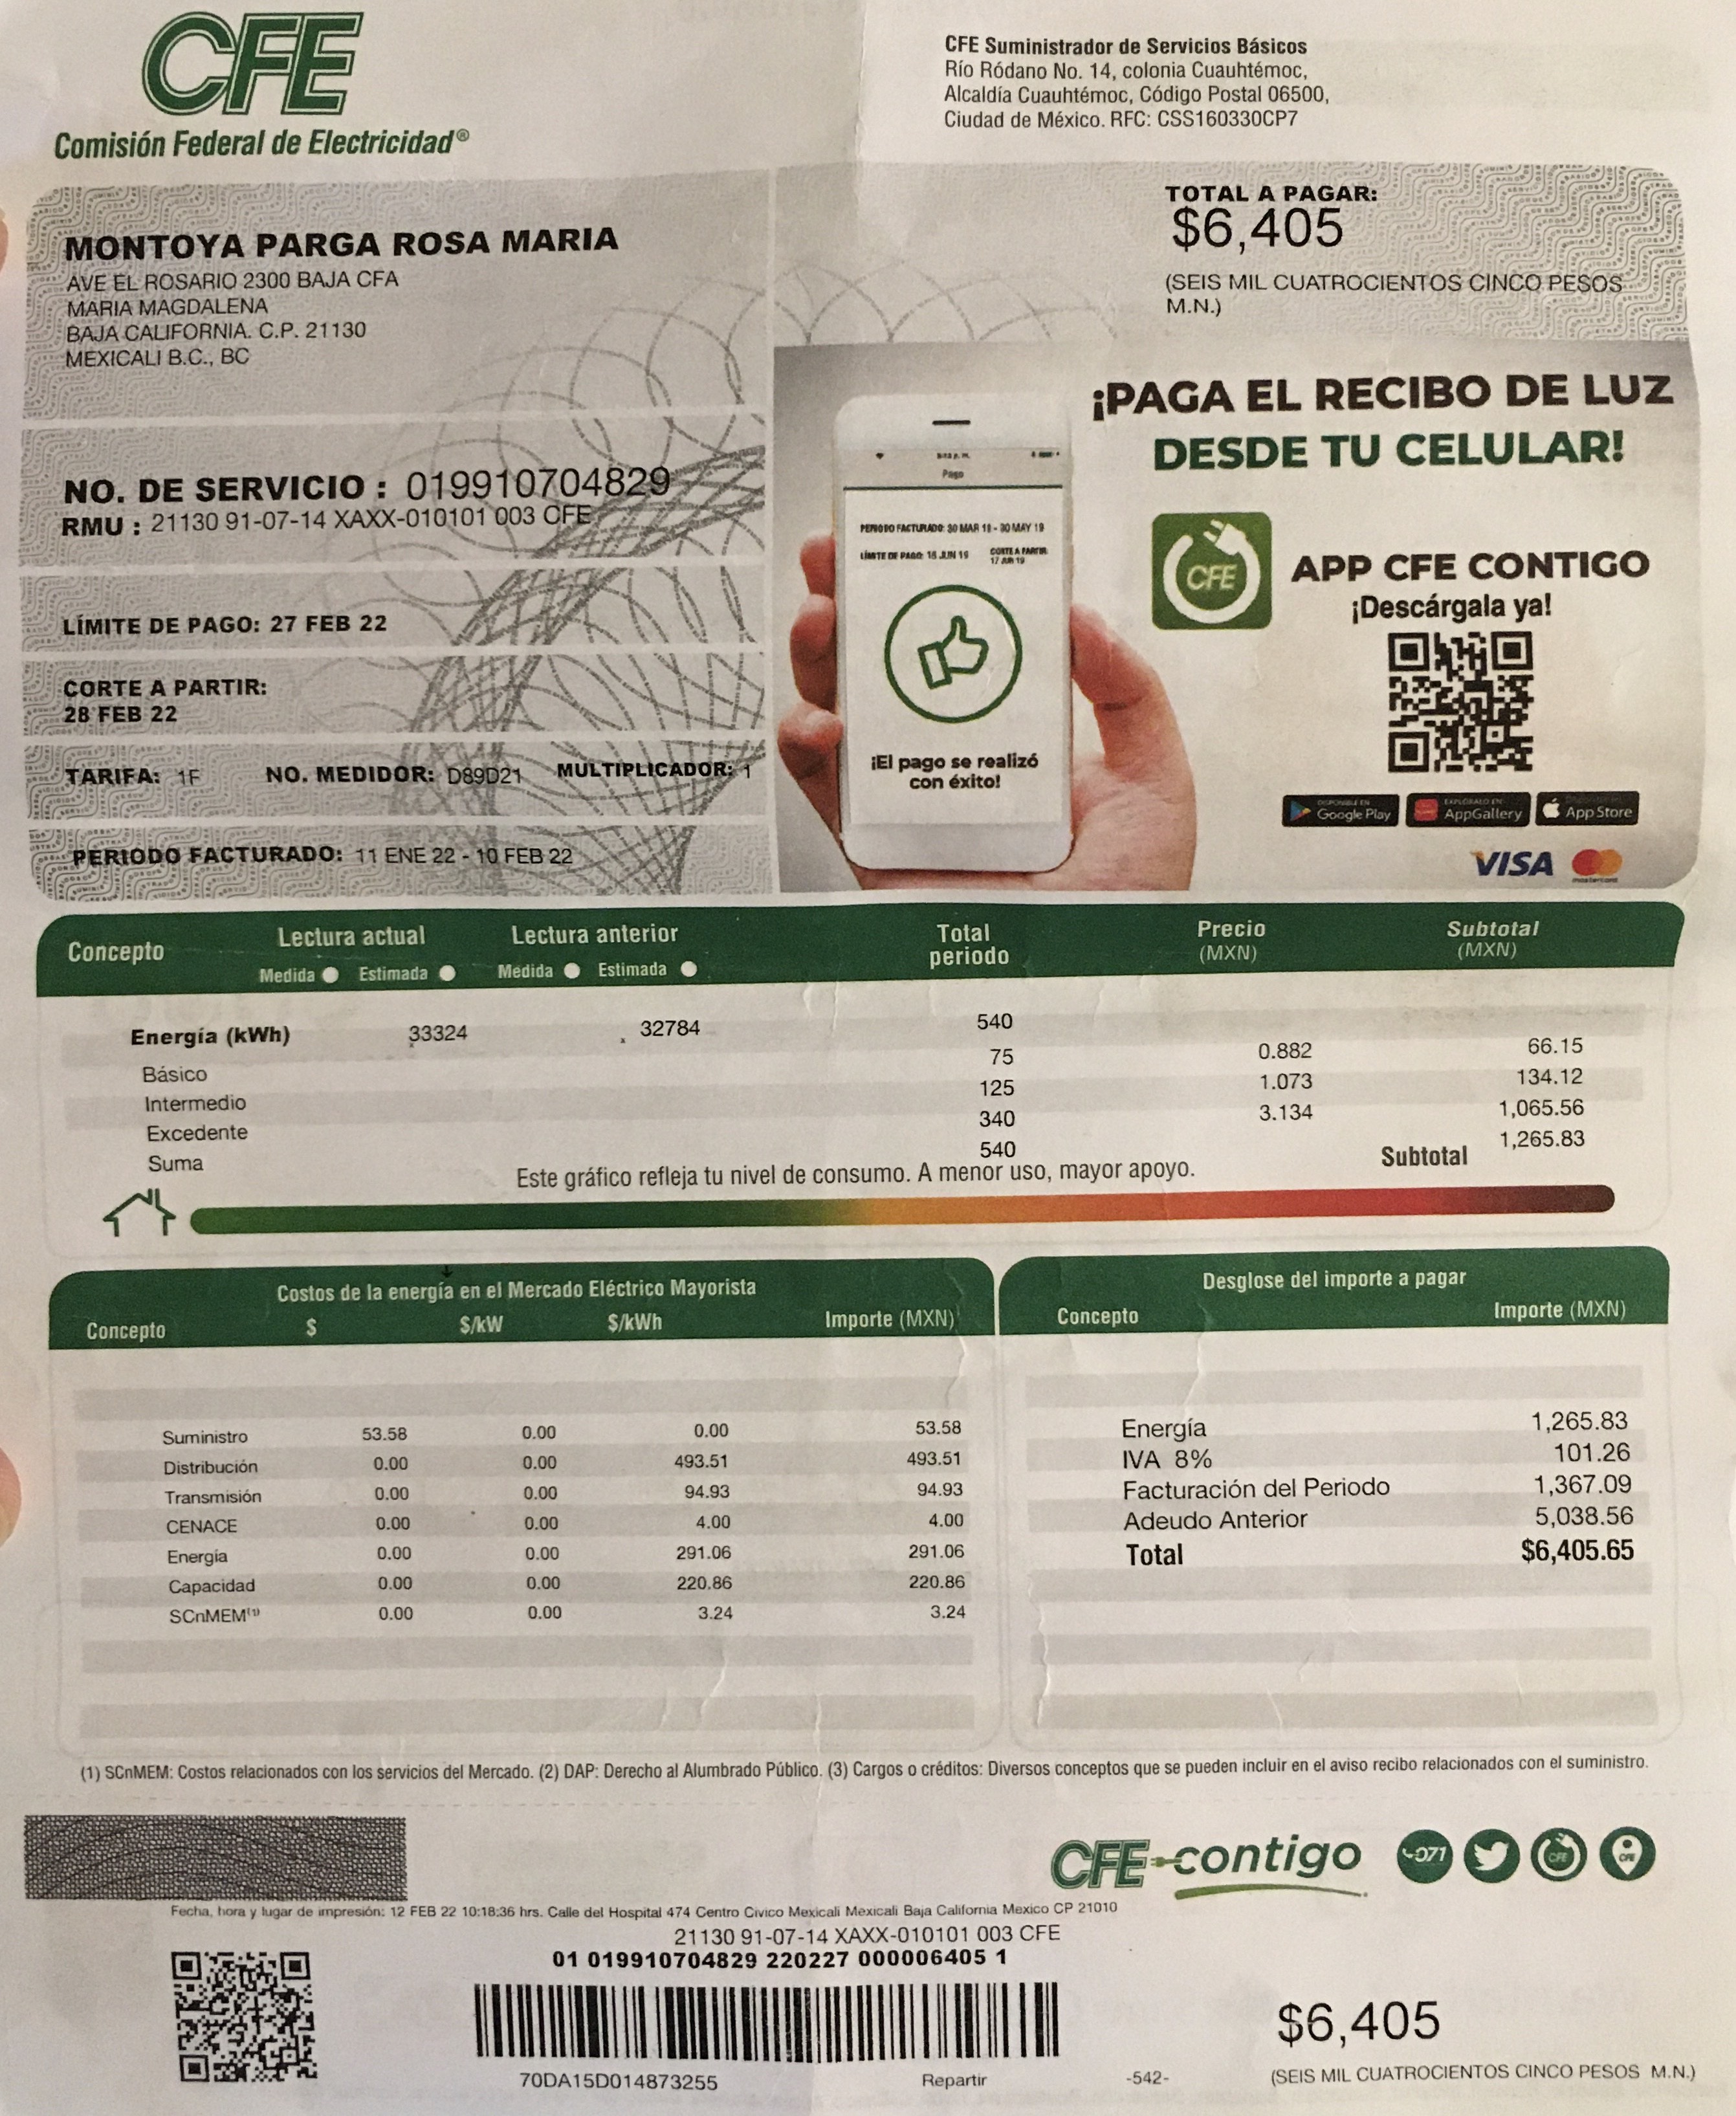 CFE
Comisión Federal de Electricidad®
CFE Suministrador de Servicios Básicos
Río Ródano No. 14, colonia Cuauhtémoc,
Alcaldía Cuauhtémoc, Código Postal 06500,
Ciudad de México. RFC: CSS160330CP7
MONTOYA PARGA ROSA MARIA
AVE EL ROSARIO 2300 BAJA CFA
MARIA MAGDALENA
BAJA CALIFORNIA. C.P. 21130
MEXICALI B.C., BC
TOTAL A PAGAR:
$6,405
(SEIS MIL CUATROCIENTOS CINCO PESOS
M.N.)
NO. DE SERVICIO : 019910704829
RMU : 21130 91-07-14 XAXX-010101 003 CFE
LÍMITE DE PAGO: 27 FEB 22
CORTE A PARTIR:
28 FEB 22
TARIFA: 1F NO. MEDIDOR: D89D21 MULTIPLICADOR: 1
PERIODO FACTURADO: 11 ENE 22 - 10 FEB 22
¡PAGA EL RECIBO DE LUZ
DESDE TU CELULAR!
Pago
PERIODO FACTURADO: 30 MAR 19 - 30 MAY 19
LÍMITE DE PAGO: 16 JUN 19 CORTE A PARTIR:
17 JUN 19
¡El pago se realizó
con éxito!
CFE
APP CFE CONTIGO
¡Descárgala ya!
DISPONIBLE EN
Google Play
EXPLÓRALO EN
AppGallery
App Store
VISA
mastercard
Concepto Lectura actual Lectura anterior Total periodo Precio (MXN) Subtotal (MXN)
Medida Estimada Medida Estimada
Energía (kWh) 33324 32784 540
Básico 75 0.882 66.15
Intermedio 125 1.073 134.12
Excedente 340 3.134 1,065.56
Suma 540 Subtotal 1,265.83
Este gráfico refleja tu nivel de consumo. A menor uso, mayor apoyo.
Costos de la energía en el Mercado Eléctrico Mayorista
Concepto $ $/kW $/kWh Importe (MXN)
Suministro 53.58 0.00 0.00 53.58
Distribución 0.00 0.00 493.51 493.51
Transmisión 0.00 0.00 94.93 94.93
CENACE 0.00 0.00 4.00 4.00
Energía 0.00 0.00 291.06 291.06
Capacidad 0.00 0.00 220.86 220.86
SCnMEM(1) 0.00 0.00 3.24 3.24
Desglose del importe a pagar
Concepto Importe (MXN)
Energía 1,265.83
IVA 8% 101.26
Facturación del Periodo 1,367.09
Adeudo Anterior 5,038.56
Total $6,405.65
(1) SCnMEM: Costos relacionados con los servicios del Mercado. (2) DAP: Derecho al Alumbrado Público. (3) Cargos o créditos: Diversos conceptos que se pueden incluir en el aviso recibo relacionados con el suministro.
CFE contigo
071
CFE
CFE
Fecha, hora y lugar de impresión: 12 FEB 22 10:18:36 hrs. Calle del Hospital 474 Centro Civico Mexicali Mexicali Baja California Mexico CP 21010
21130 91-07-14 XAXX-010101 003 CFE
01 019910704829 220227 000006405 1
70DA15D014873255 Repartir -542-
$6,405
(SEIS MIL CUATROCIENTOS CINCO PESOS M.N.)